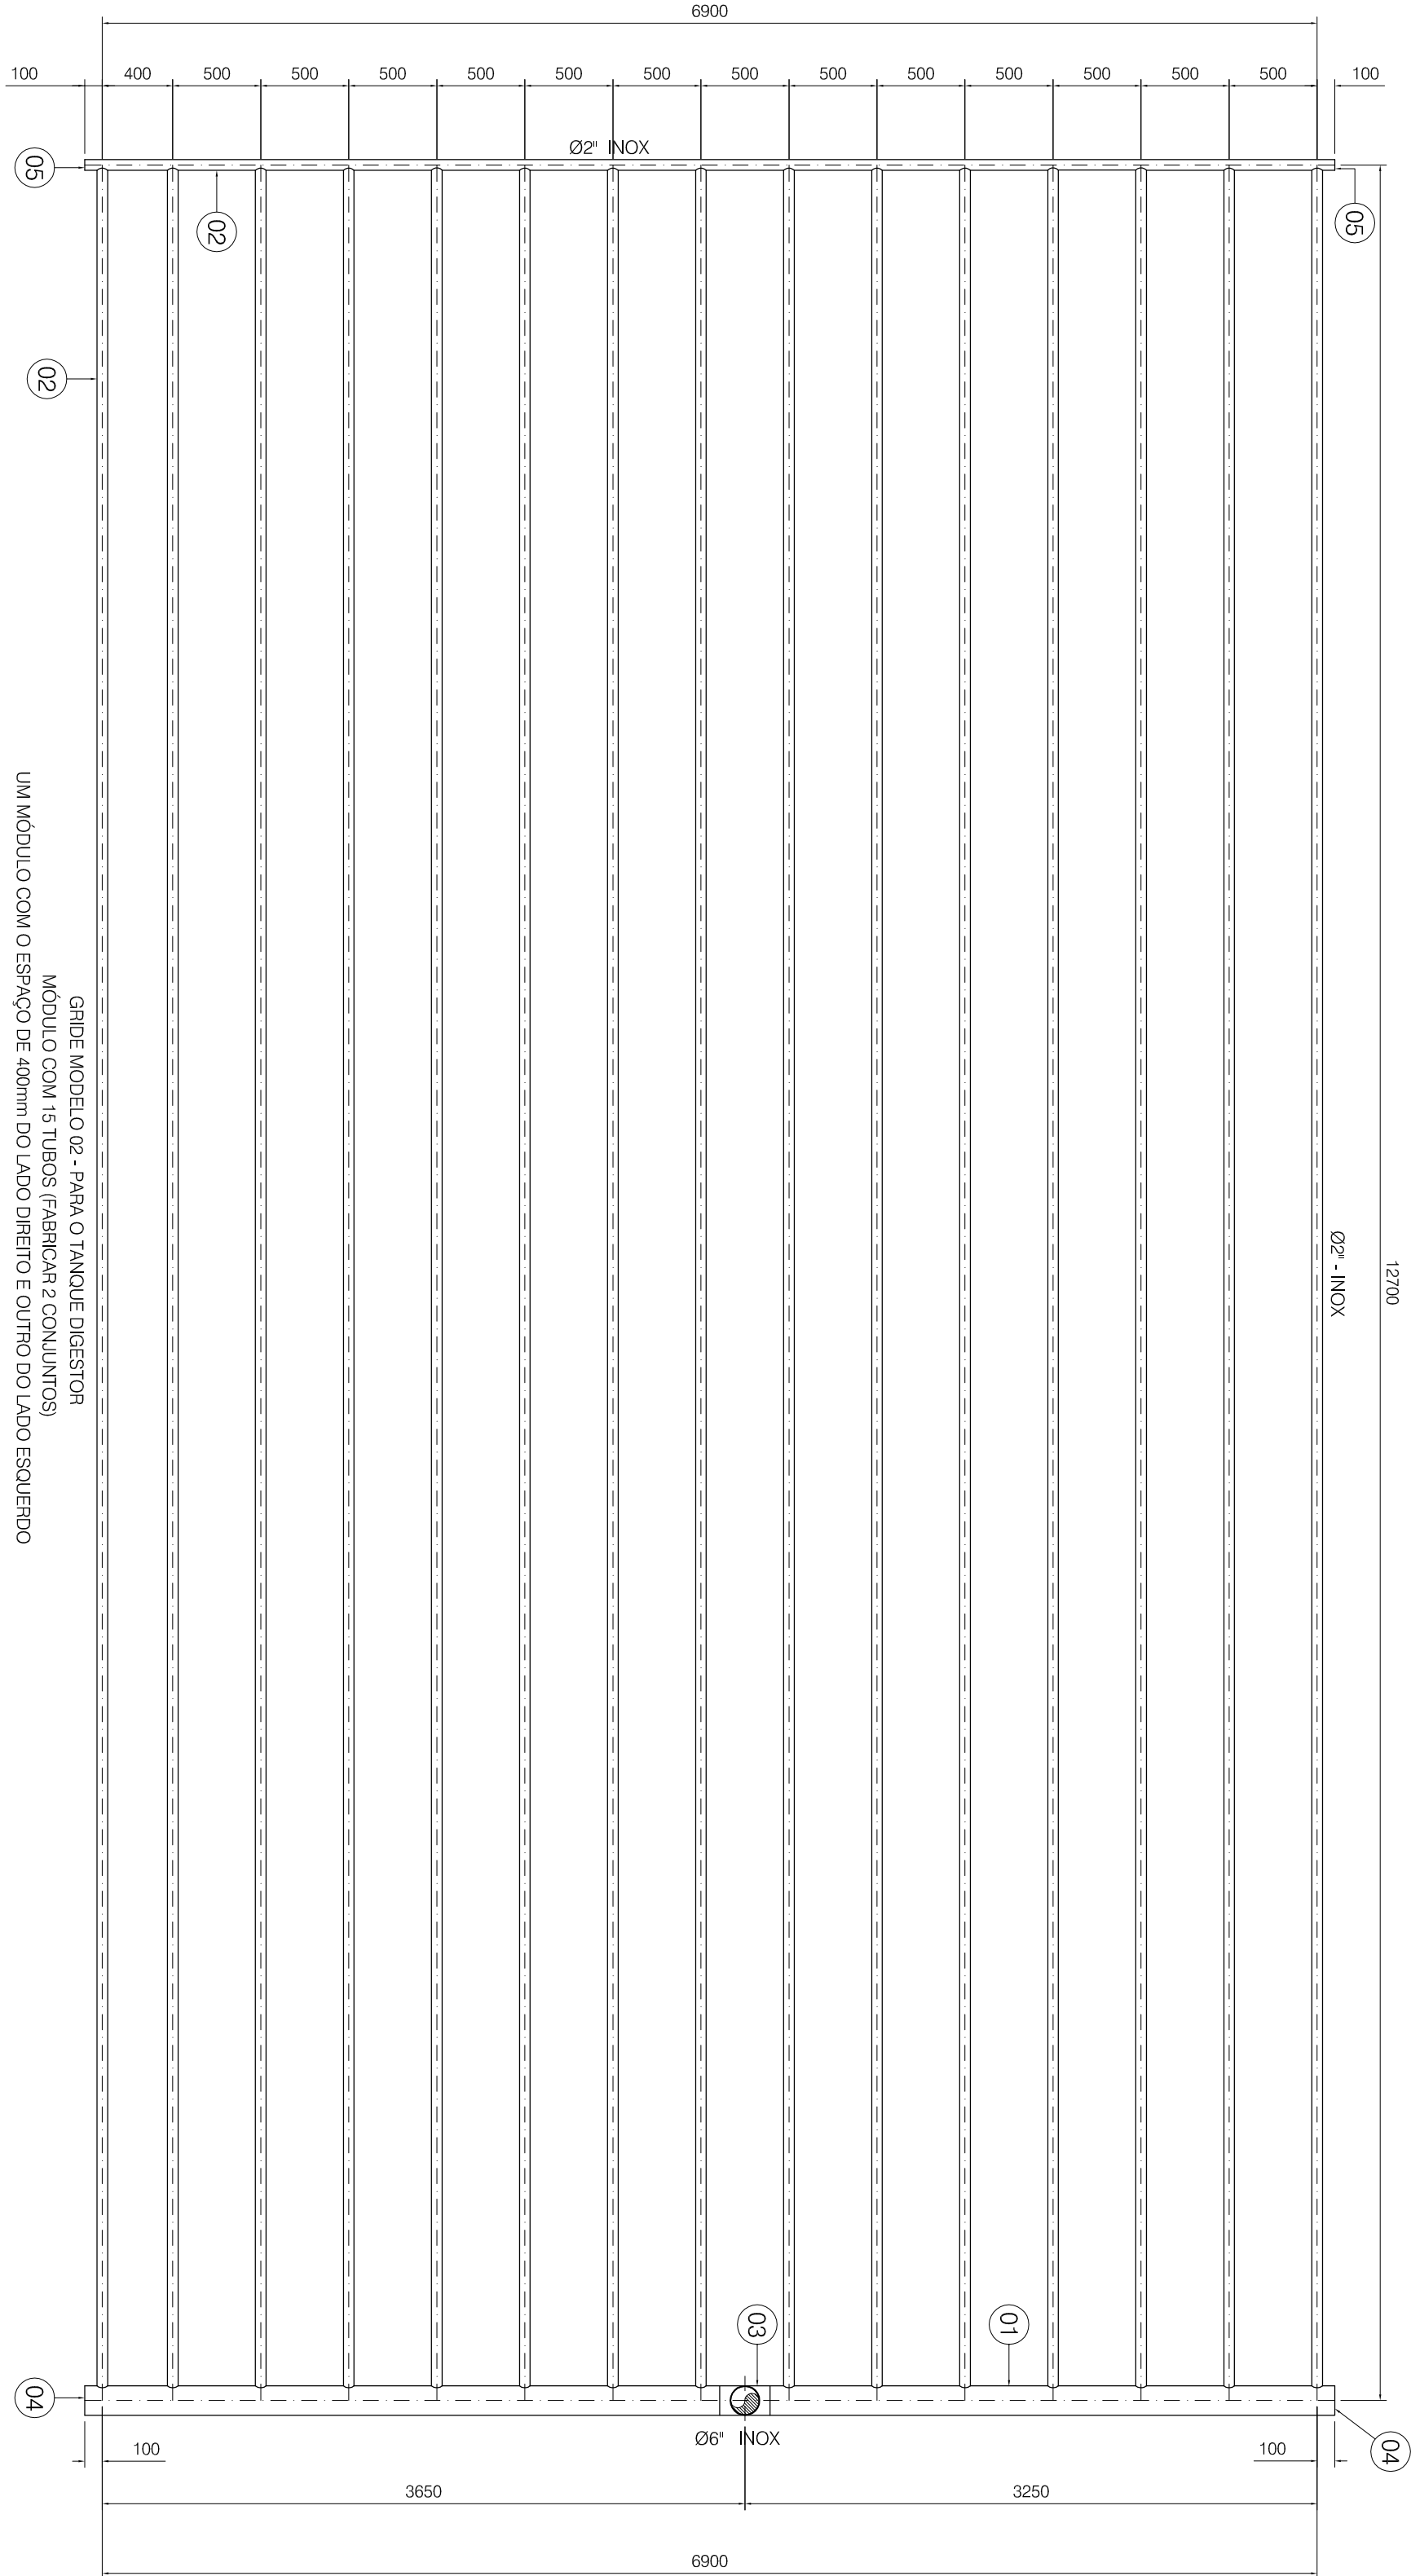 6900
100 400 500 500 500 500 500 500 500 500 500 500 500 500 500 100
Ø2" INOX
05
02
05
02
12700
Ø2" - INOX
GRIDE MODELO 02 - PARA O TANQUE DIGESTOR
MÓDULO COM 15 TUBOS (FABRICAR 2 CONJUNTOS)
UM MÓDULO COM O ESPAÇO DE 400mm DO LADO DIREITO E OUTRO DO LADO ESQUERDO
03
01
04
04
Ø6" INOX
100
100
3650
3250
6900